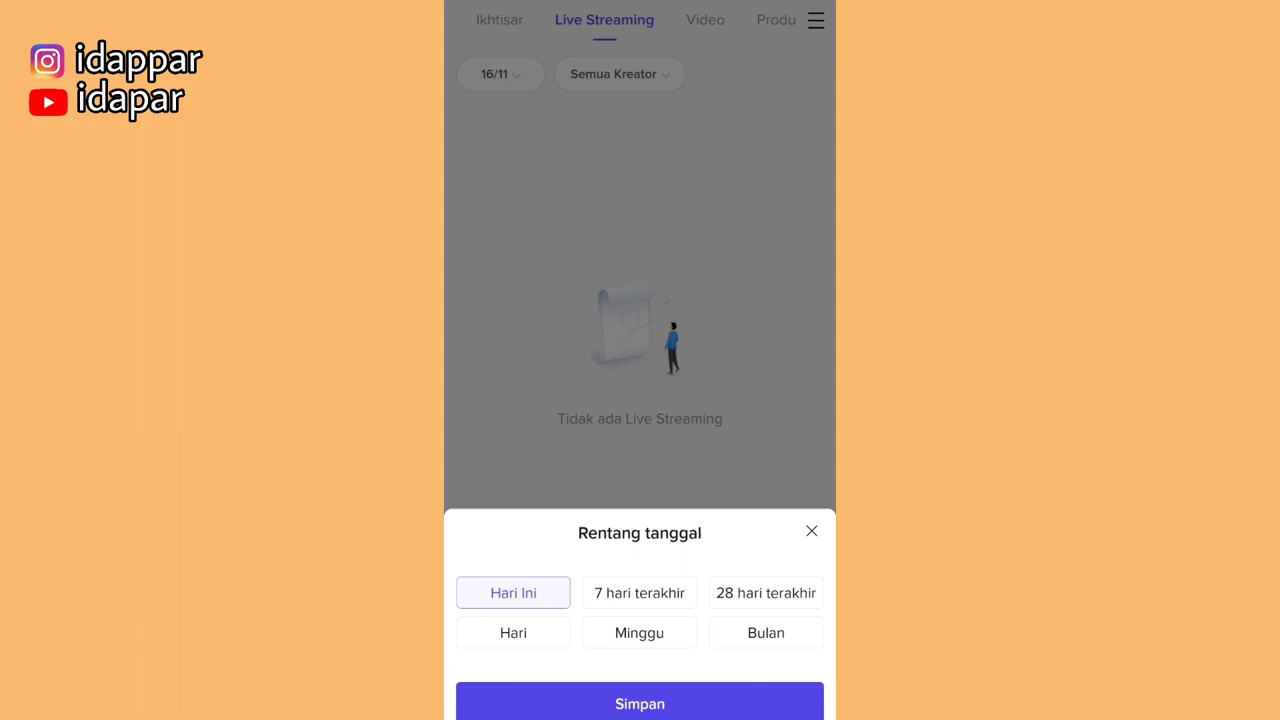 idappar
idapar
Ikhtisar Live Streaming Video Produ
16/11 Semua Kreator
Tidak ada Live Streaming
Rentang tanggal
Hari Ini 7 hari terakhir 28 hari terakhir
Hari Minggu Bulan
Simpan